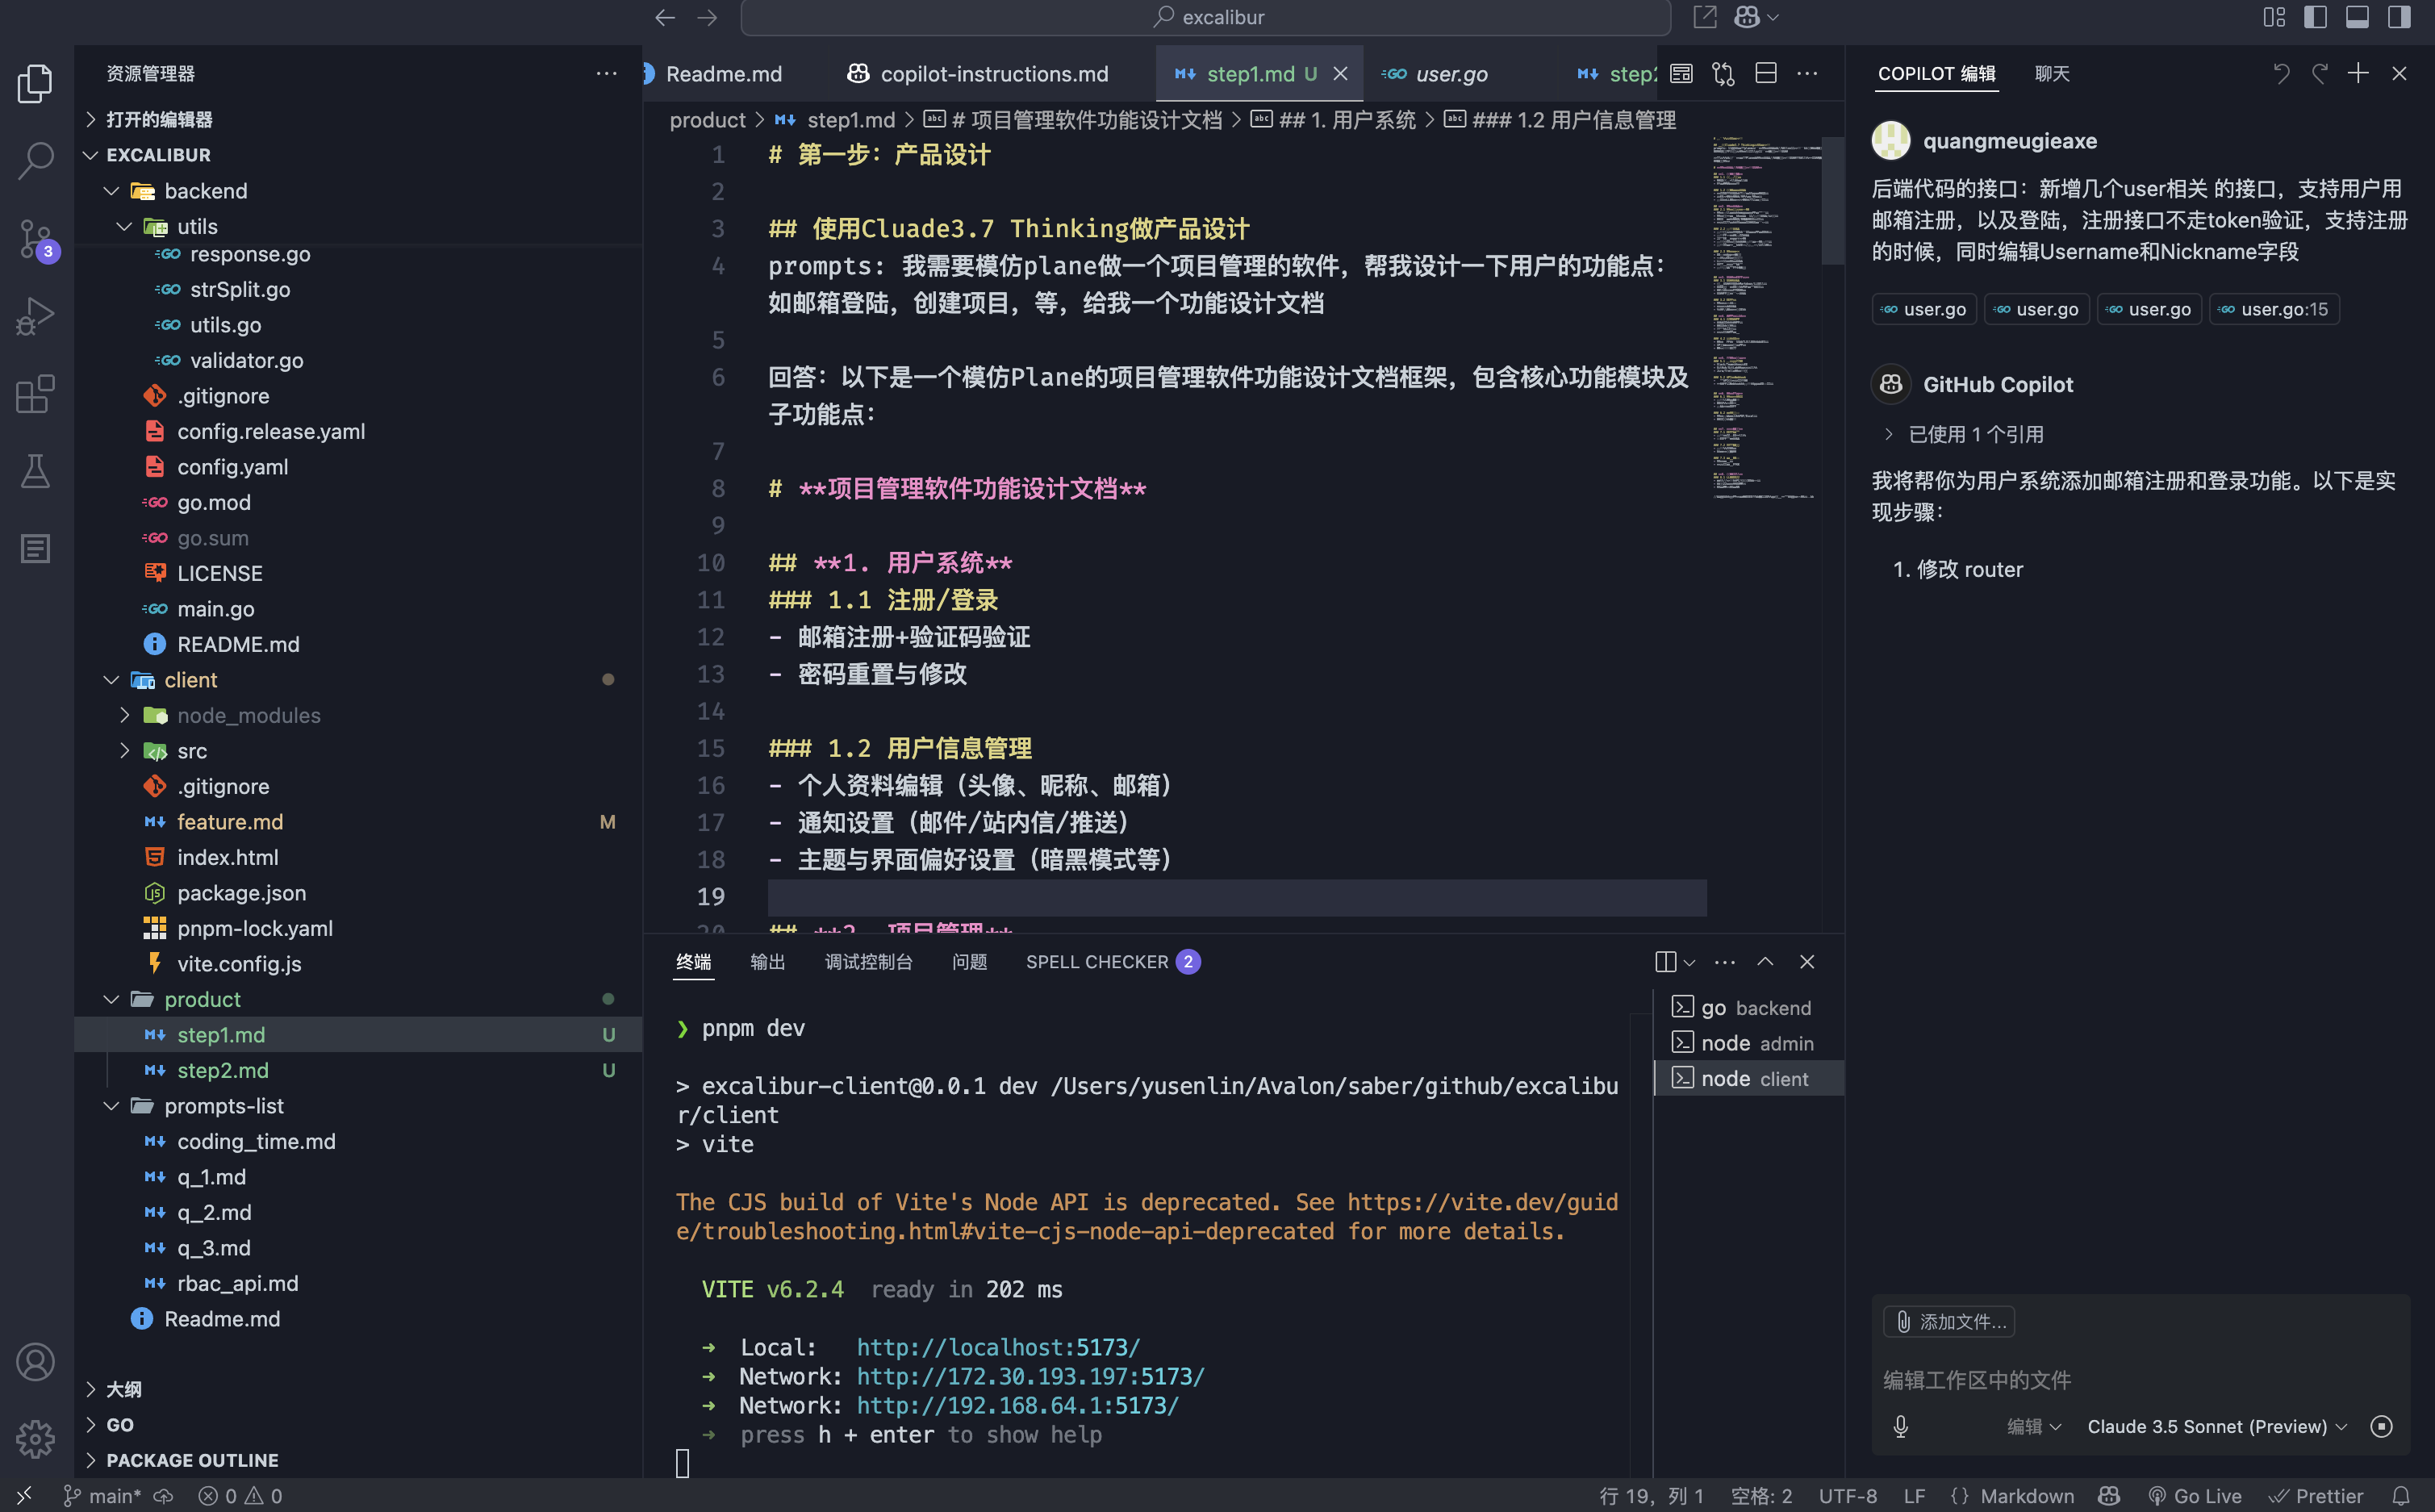 excalibur
资源管理器
打开的编辑器
EXCALIBUR
backend
utils
response.go
strSplit.go
utils.go
validator.go
.gitignore
config.release.yaml
config.yaml
go.mod
go.sum
LICENSE
main.go
README.md
client
node_modules
src
.gitignore
feature.md M
index.html
package.json
pnpm-lock.yaml
vite.config.js
product
step1.md U
step2.md U
prompts-list
coding_time.md
q_1.md
q_2.md
q_3.md
rbac_api.md
Readme.md
大纲
GO
PACKAGE OUTLINE
3
Readme.md
copilot-instructions.md
step1.md U
user.go
step2
product > step1.md > # 项目管理软件功能设计文档 > ## 1. 用户系统 > ### 1.2 用户信息管理
1 # 第一步：产品设计
2
3 ## 使用Cluade3.7 Thinking做产品设计
4 prompts: 我需要模仿plane做一个项目管理的软件，帮我设计一下用户的功能点：
如邮箱登陆，创建项目，等，给我一个功能设计文档
5
6 回答：以下是一个模仿Plane的项目管理软件功能设计文档框架，包含核心功能模块及
子功能点：
7
8 # **项目管理软件功能设计文档**
9
10 ## **1. 用户系统**
11 ### 1.1 注册/登录
12 - 邮箱注册+验证码验证
13 - 密码重置与修改
14
15 ### 1.2 用户信息管理
16 - 个人资料编辑（头像、昵称、邮箱）
17 - 通知设置（邮件/站内信/推送）
18 - 主题与界面偏好设置（暗黑模式等）
19
20 ## **2. 项目管理**
终端 输出 调试控制台 问题 SPELL CHECKER 2
❯ pnpm dev
> excalibur-client@0.0.1 dev /Users/yusenlin/Avalon/saber/github/excalibu
r/client
> vite
The CJS build of Vite's Node API is deprecated. See https://vite.dev/guid
e/troubleshooting.html#vite-cjs-node-api-deprecated for more details.
VITE v6.2.4 ready in 202 ms
➜ Local: http://localhost:5173/
➜ Network: http://172.30.193.197:5173/
➜ Network: http://192.168.64.1:5173/
➜ press h + enter to show help
go backend
node admin
node client
COPILOT 编辑 聊天
quangmeugieaxe
后端代码的接口：新增几个user相关 的接口，支持用户用
邮箱注册，以及登陆，注册接口不走token验证，支持注册
的时候，同时编辑Username和Nickname字段
user.go user.go user.go user.go:15
GitHub Copilot
已使用 1 个引用
我将帮你为用户系统添加邮箱注册和登录功能。以下是实
现步骤：
1. 修改 router
添加文件...
编辑工作区中的文件
编辑 Claude 3.5 Sonnet (Preview)
main* 0 0
行 19，列 1 空格: 2 UTF-8 LF {} Markdown Go Live Prettier